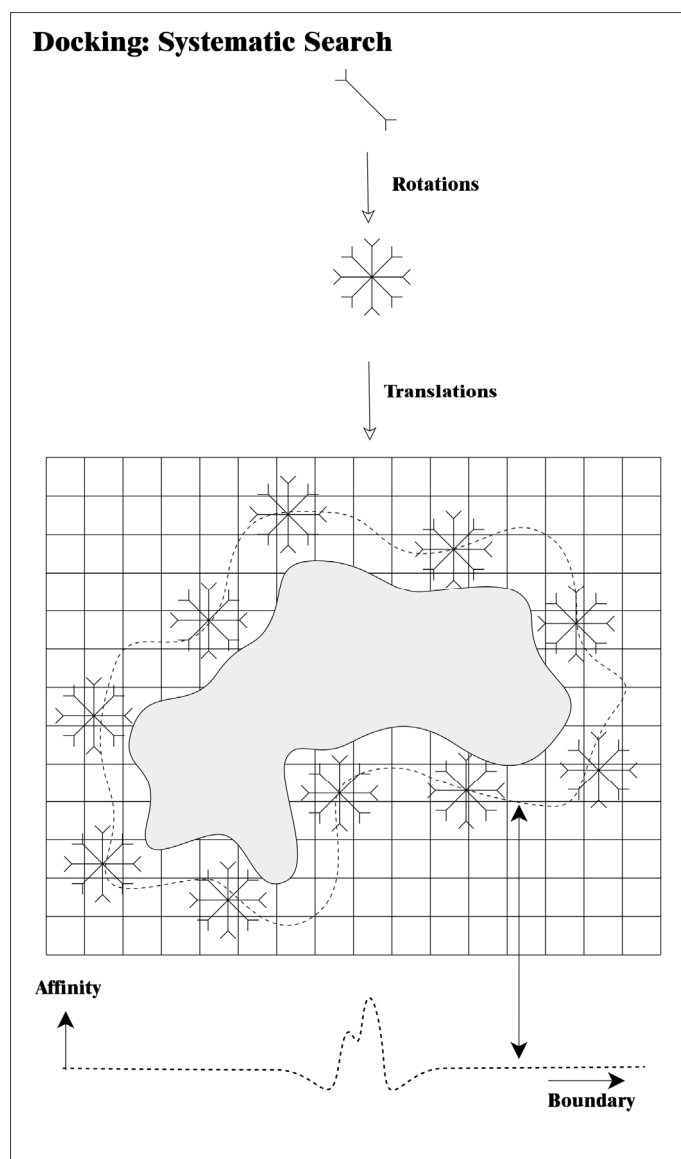 Docking: Systematic Search
Rotations
Translations
Affinity
Boundary